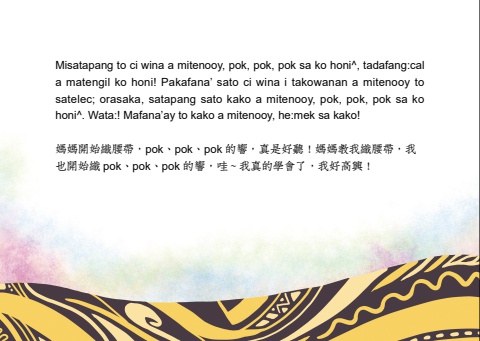 Misatapang to ci wina a mitenooy, pok, pok, pok sa ko honi^, tadafang:cal
a matengil ko honi! Pakafana’ sato ci wina i takowanan a mitenooy to
satelec; orasaka, satapang sato kako a mitenooy, pok, pok, pok sa ko
honi^. Wata:! Mafana’ay to kako a mitenooy, he:mek sa kako!
媽媽開始織腰帶，pok、pok、pok 的響，真是好聽！媽媽教我織腰帶，我
也開始織 pok、pok、pok 的響，哇～我真的學會了，我好高興！